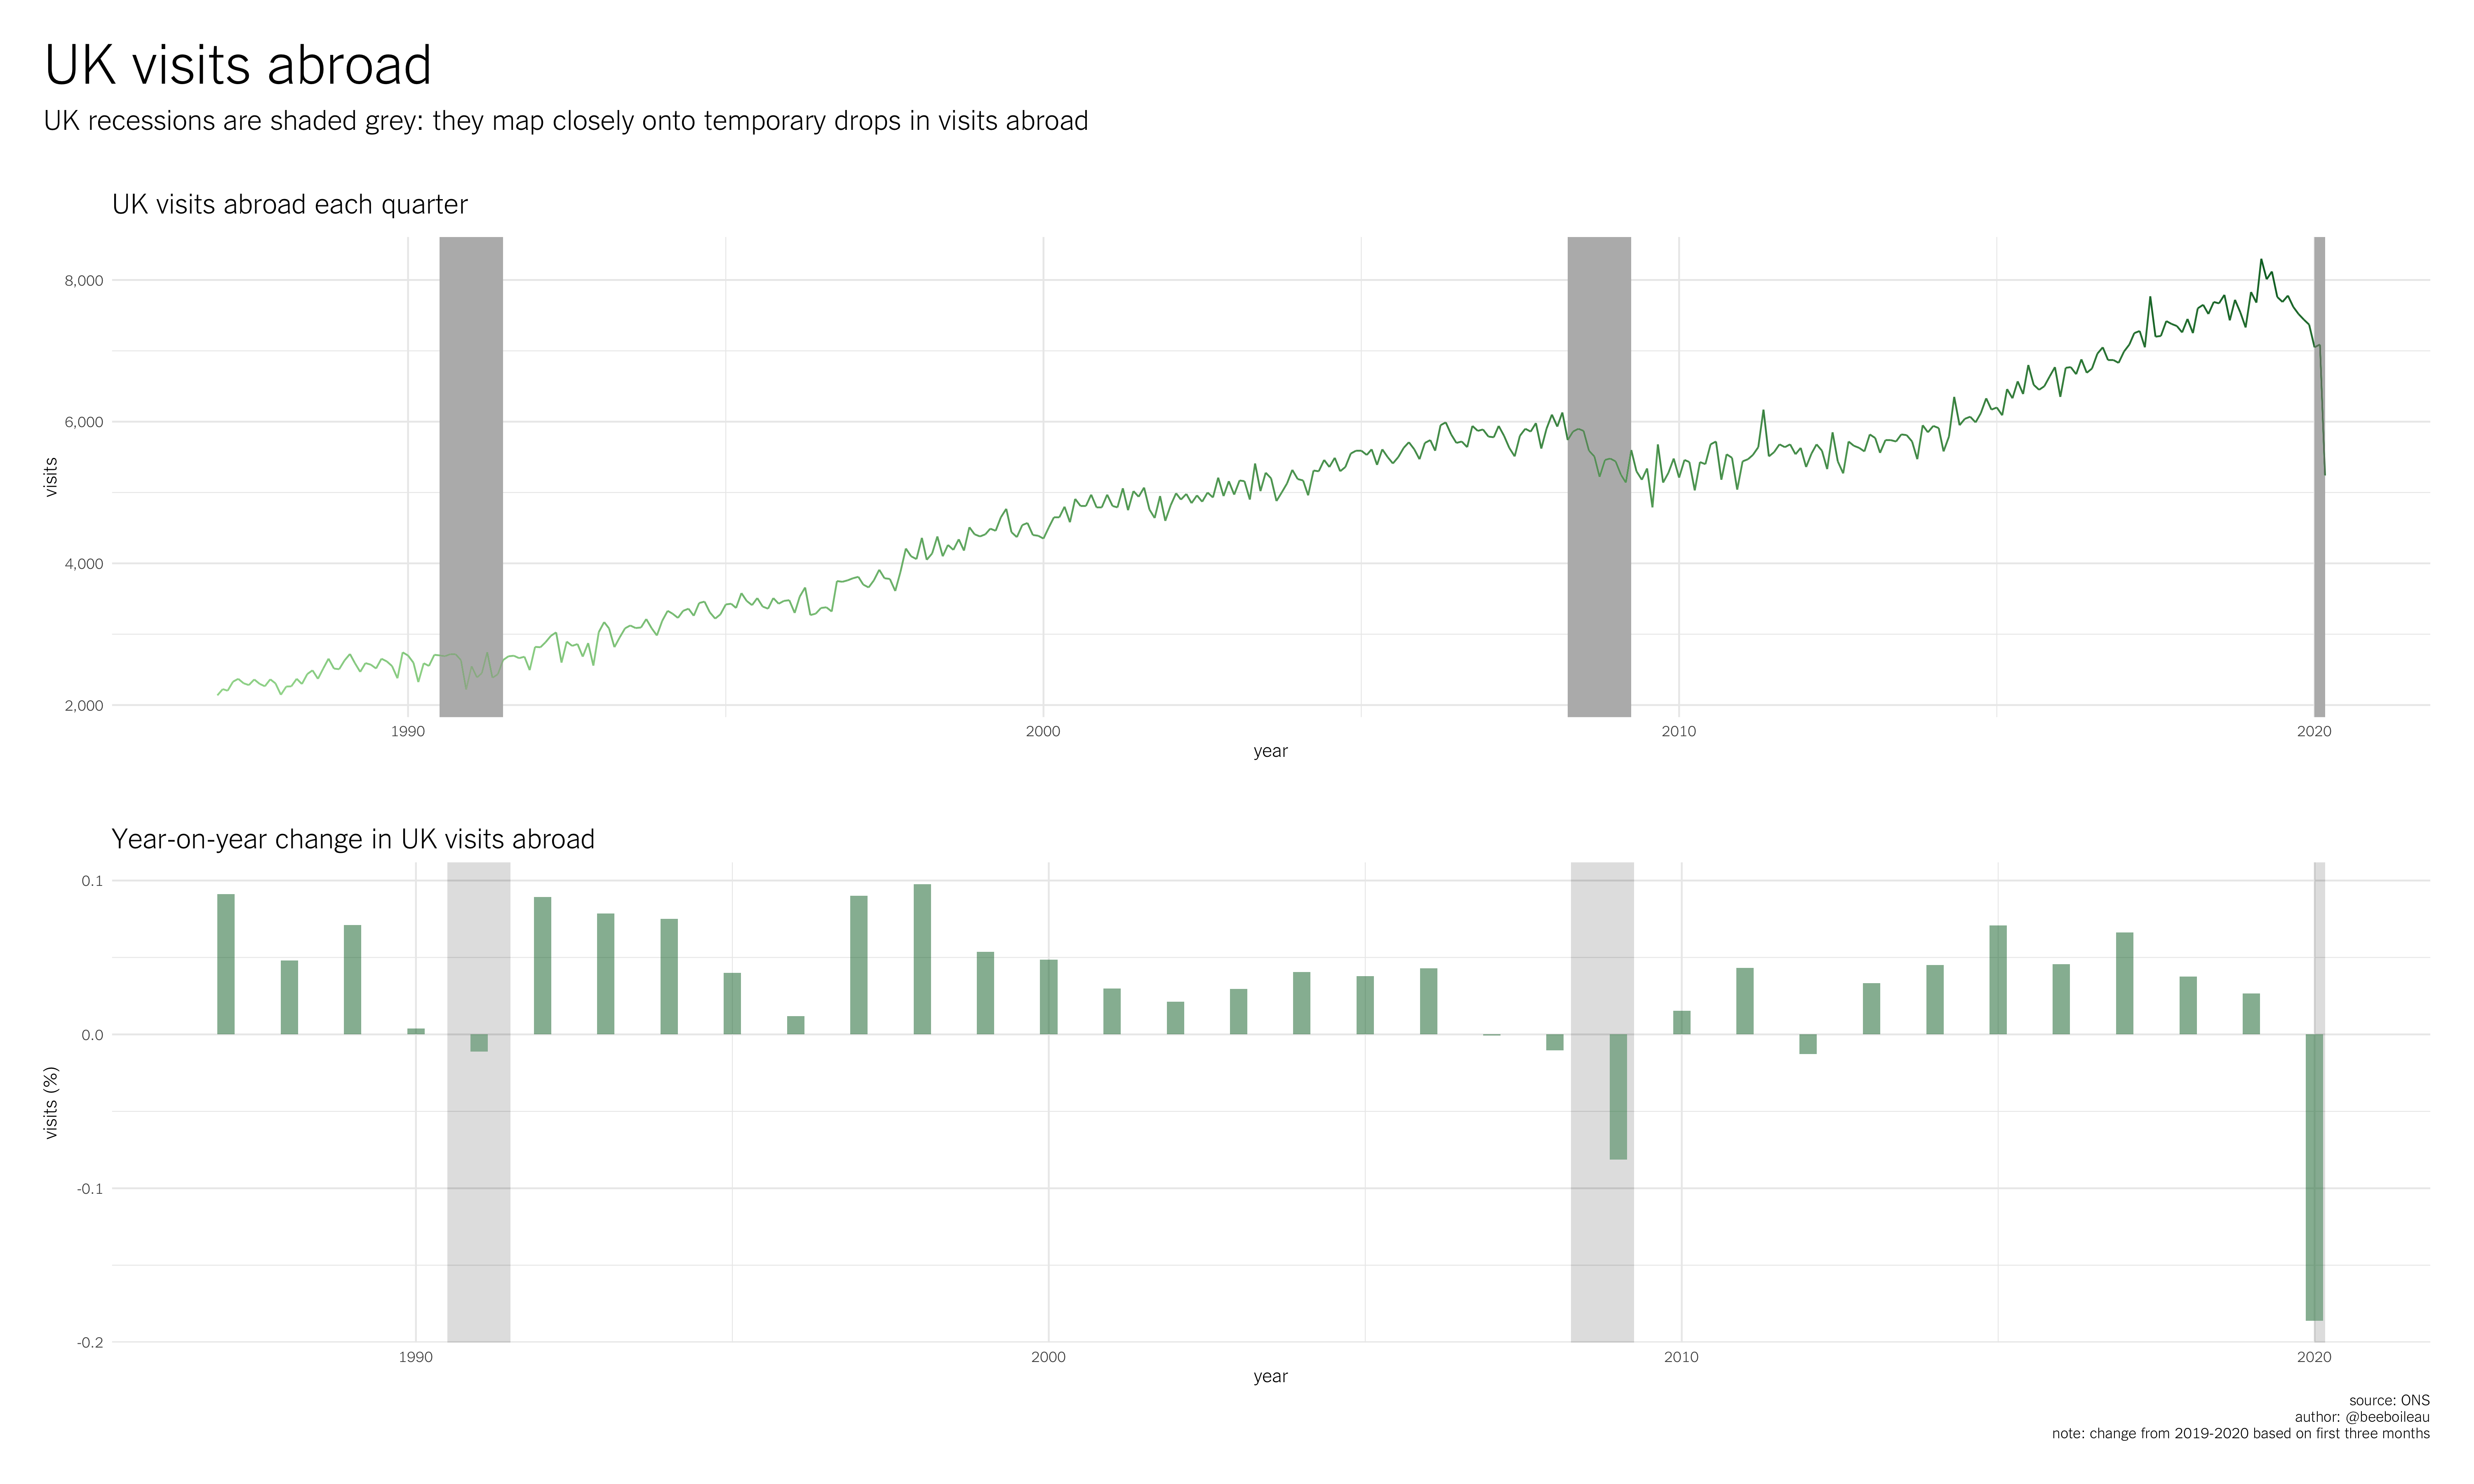 UK visits abroad
UK recessions are shaded grey: they map closely onto temporary drops in visits abroad
UK visits abroad each quarter
8,000
6,000
4,000
2,000
visits
1990
2000
2010
2020
year
Year-on-year change in UK visits abroad
0.1
0.0
-0.1
-0.2
visits (%)
1990
2000
2010
2020
year
source: ONS
author: @beeboileau
note: change from 2019-2020 based on first three months